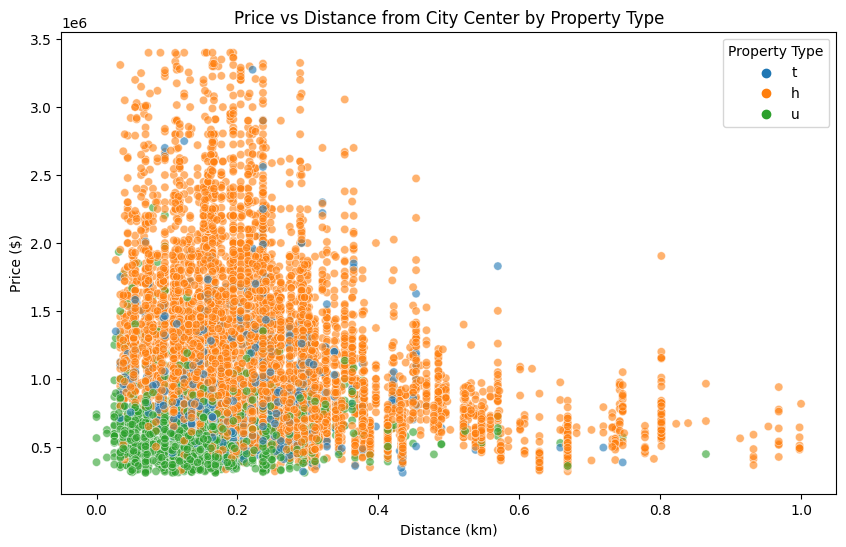 Price vs Distance from City Center by Property Type
1e6
3.5
3.0
2.5
2.0
1.5
1.0
0.5
Price ($)
Property Type
t
h
u
0.0 0.2 0.4 0.6 0.8 1.0
Distance (km)